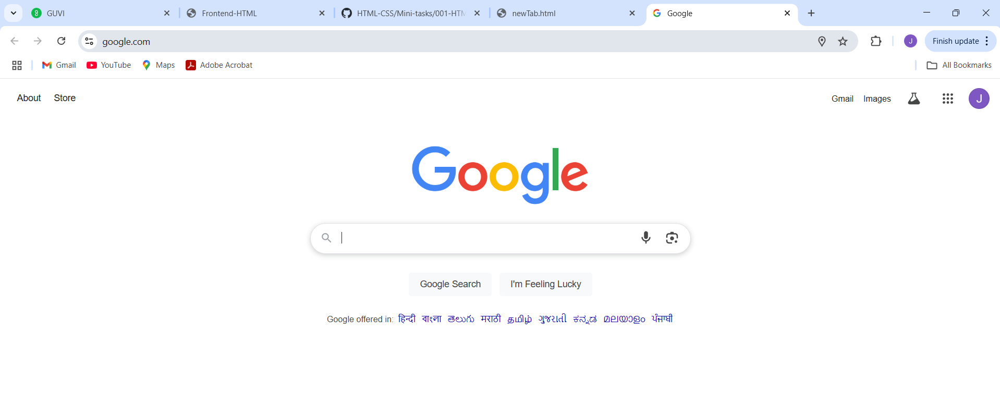 GUVI Frontend-HTML HTML-CSS/Mini-tasks/001-HTM newTab.html Google
google.com J Finish update
Gmail YouTube Maps Adobe Acrobat All Bookmarks
About Store Gmail Images J
Google
Google Search I'm Feeling Lucky
Google offered in: हिन्दी বাংলা తెలుగు मराठी தமிழ் ગુજરાતી ಕನ್ನಡ മലയാളം ਪੰਜਾਬੀ